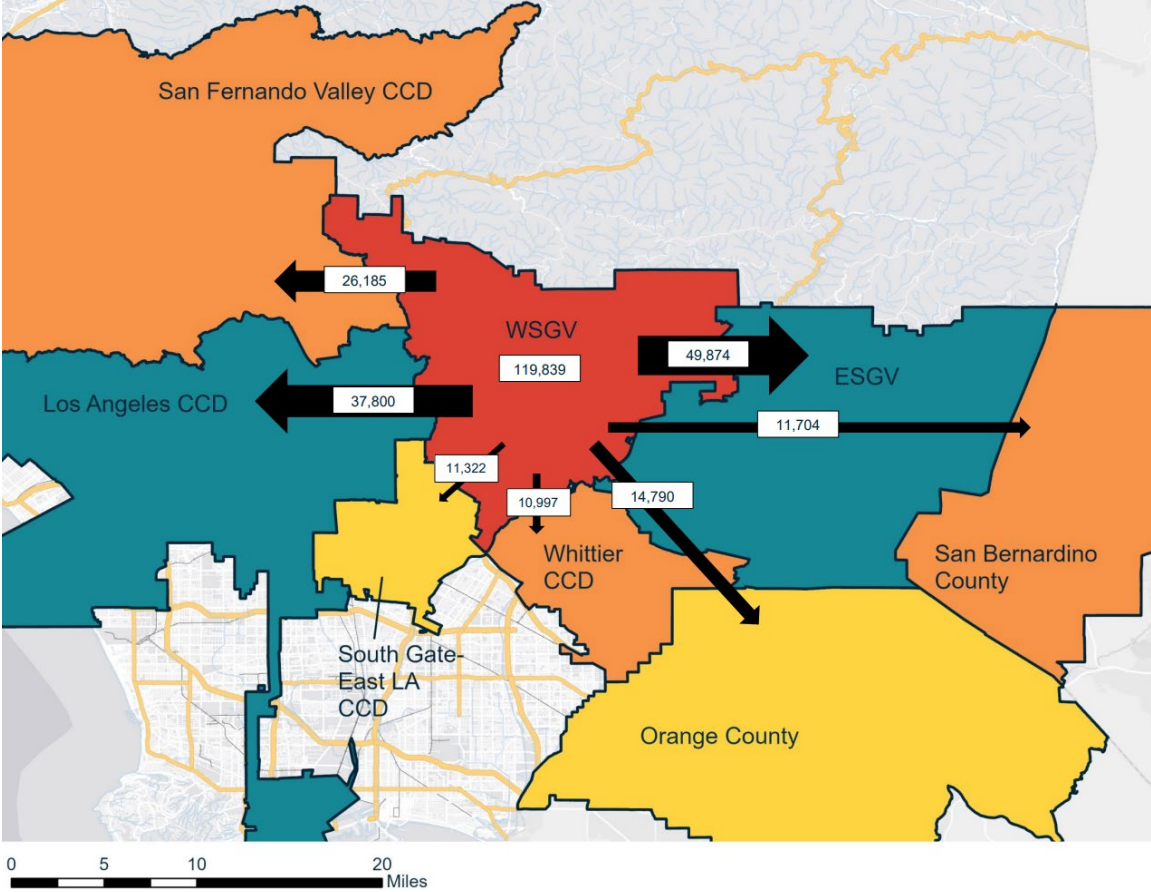 San Fernando Valley CCD
26,185
WSGV
119,839
49,874
ESGV
Los Angeles CCD
37,800
11,704
11,322
10,997
14,790
Whittier
CCD
San Bernardino
County
South Gate-
East LA
CCD
Orange County
0 5 10 20
Miles